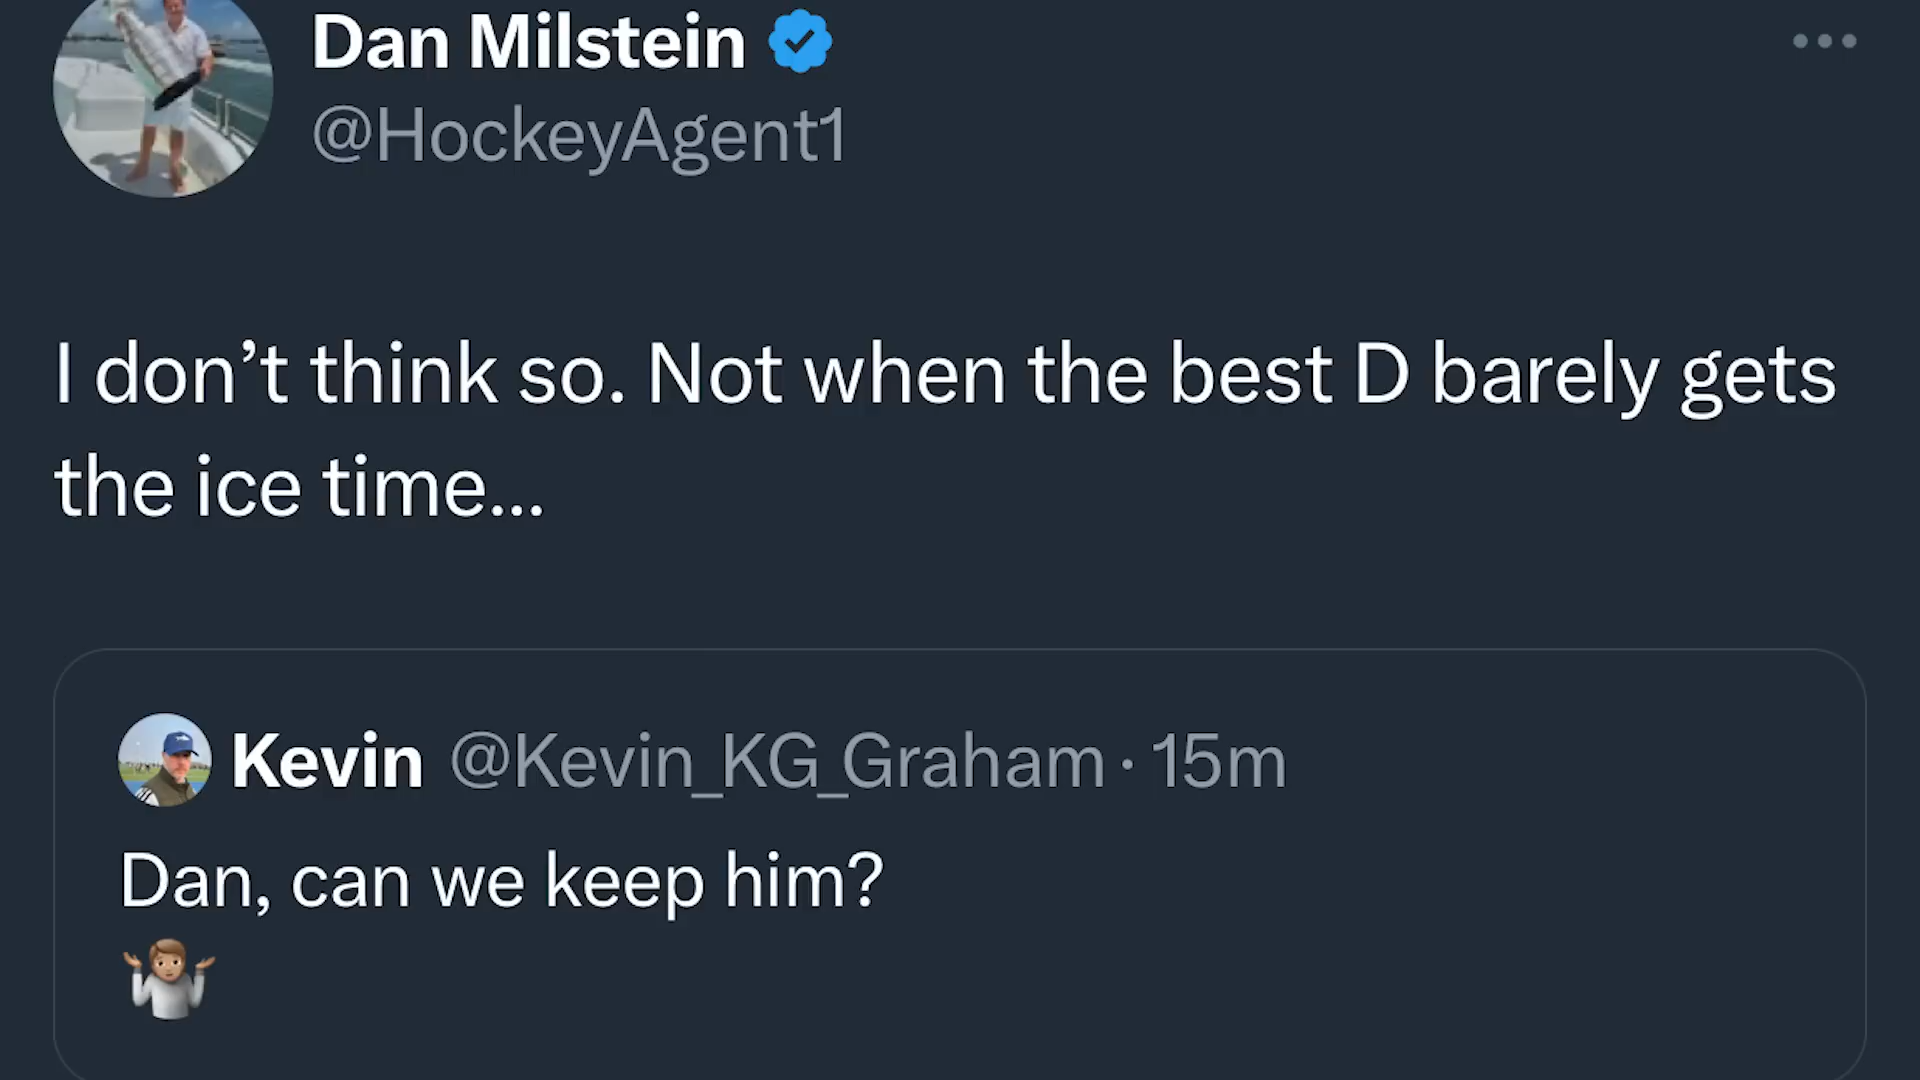 Dan Milstein
@HockeyAgent1
I don’t think so. Not when the best D barely gets
the ice time...
Kevin @Kevin_KG_Graham · 15m
Dan, can we keep him?